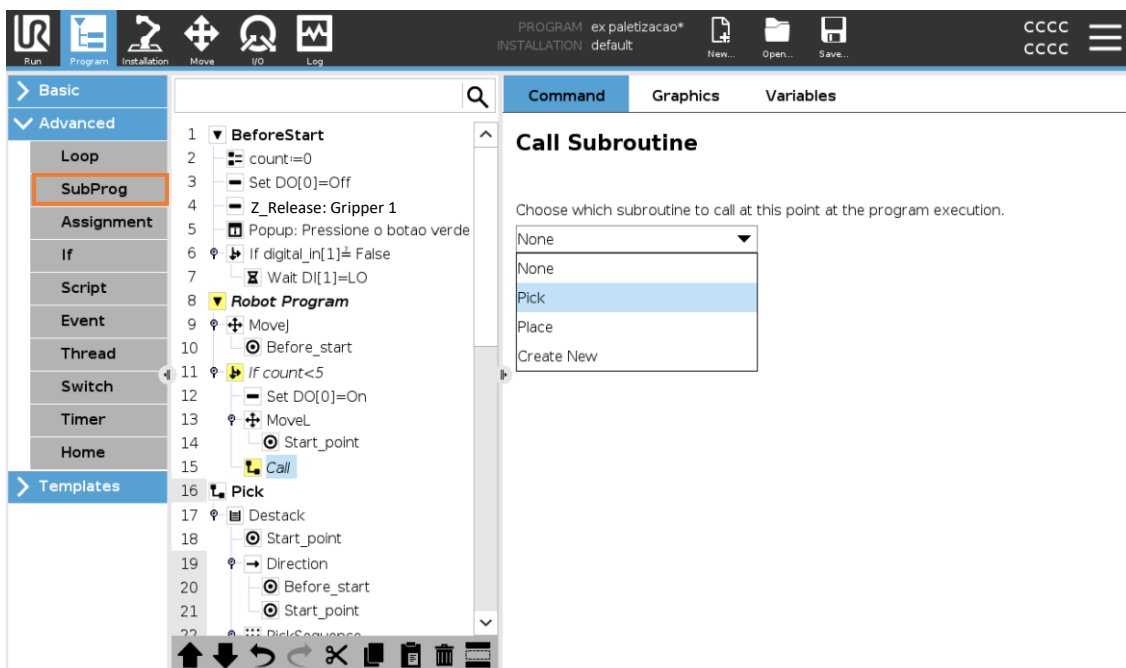 UR
PROGRAM ex paletizacao*
INSTALLATION default
Run Program Installation Move I/O Log New... Open... Save...
CCCC
CCCC
Basic
Advanced
Loop
SubProg
Assignment
If
Script
Event
Thread
Switch
Timer
Home
Templates
1 BeforeStart
2 count:=0
3 Set DO[0]=Off
4 Z_Release: Gripper 1
5 Popup: Pressione o botao verde
6 If digital_in[1]≟ False
7 Wait DI[1]=LO
8 Robot Program
9 MoveJ
10 Before_start
11 If count<5
12 Set DO[0]=On
13 MoveL
14 Start_point
15 Call
16 Pick
17 Destack
18 Start_point
19 Direction
20 Before_start
21 Start_point
22 PickSequence
Command Graphics Variables
Call Subroutine
Choose which subroutine to call at this point at the program execution.
None
None
Pick
Place
Create New